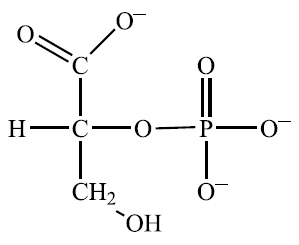 O O⁻
C O
H C O P O⁻
CH₂ O⁻
OH